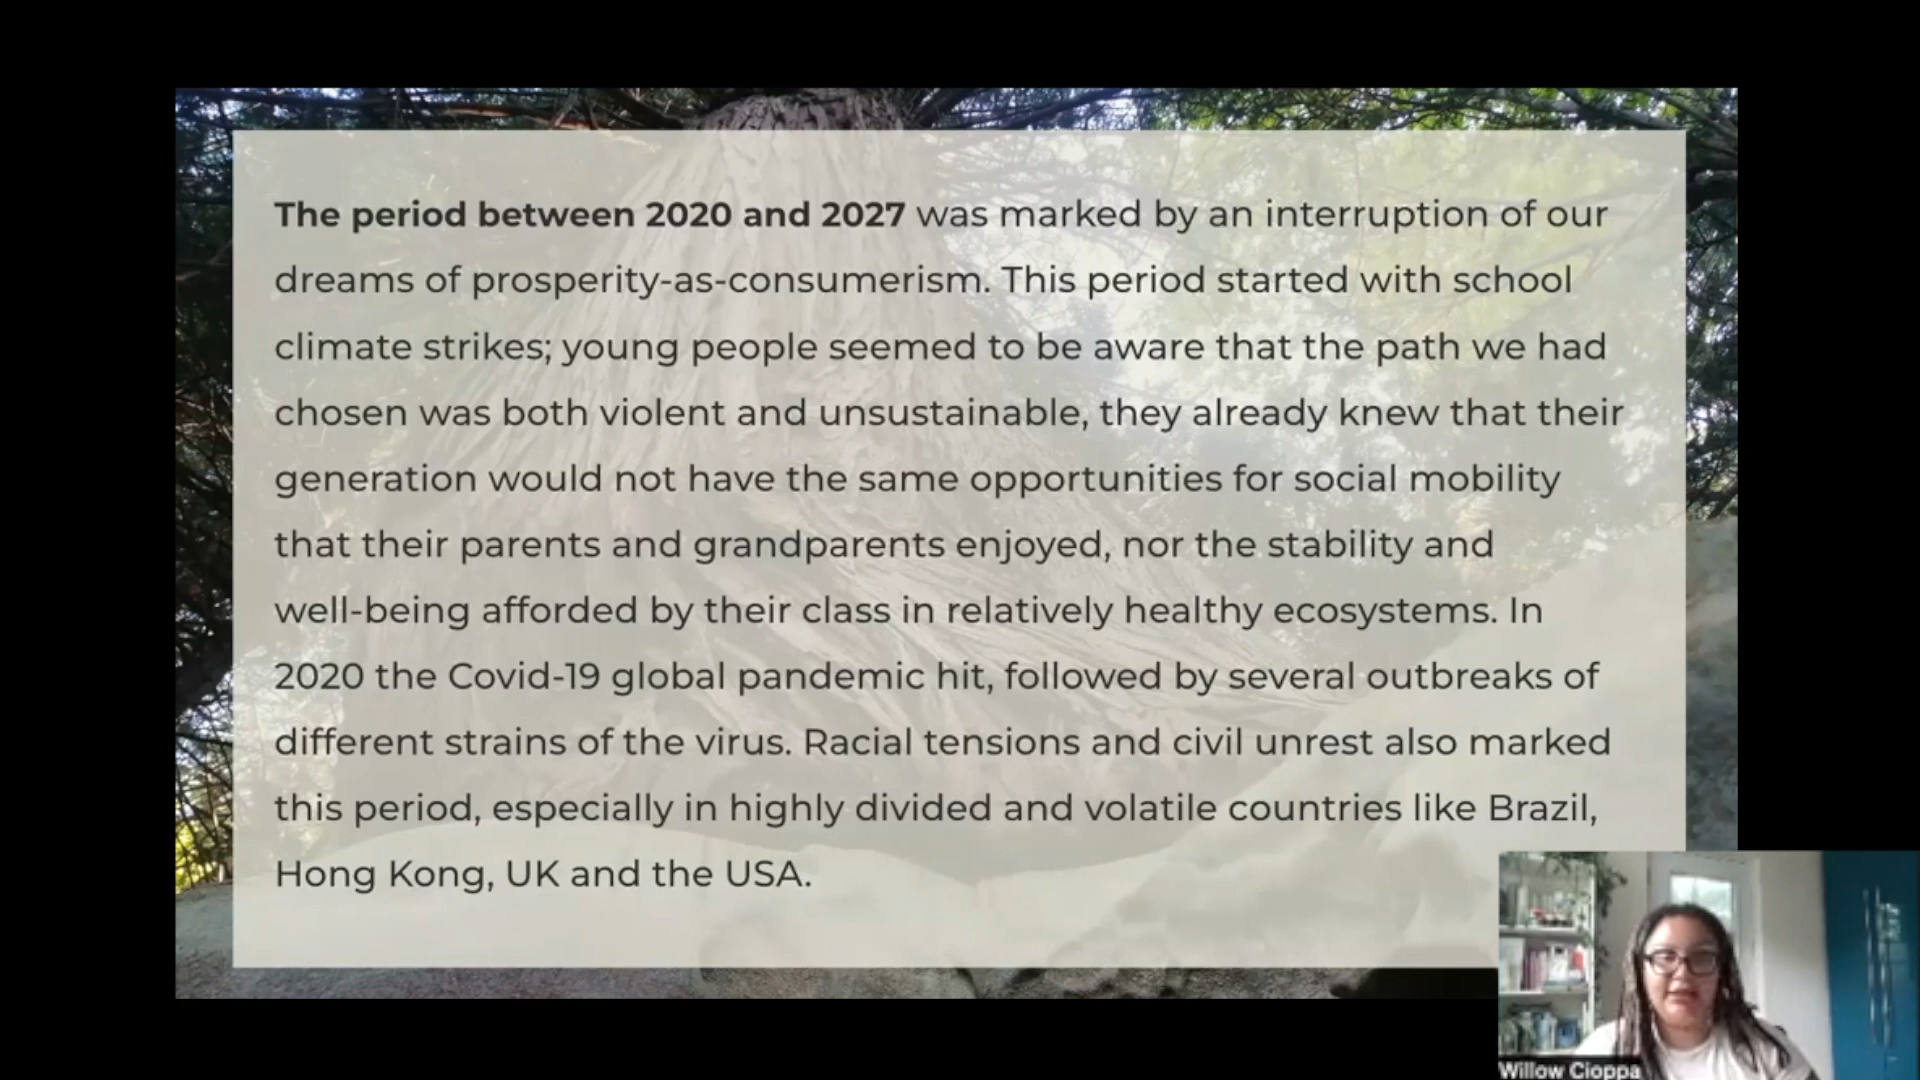 The period between 2020 and 2027 was marked by an interruption of our
dreams of prosperity-as-consumerism. This period started with school
climate strikes; young people seemed to be aware that the path we had
chosen was both violent and unsustainable, they already knew that their
generation would not have the same opportunities for social mobility
that their parents and grandparents enjoyed, nor the stability and
well-being afforded by their class in relatively healthy ecosystems. In
2020 the Covid-19 global pandemic hit, followed by several outbreaks of
different strains of the virus. Racial tensions and civil unrest also marked
this period, especially in highly divided and volatile countries like Brazil,
Hong Kong, UK and the USA.
Willow Cioppa